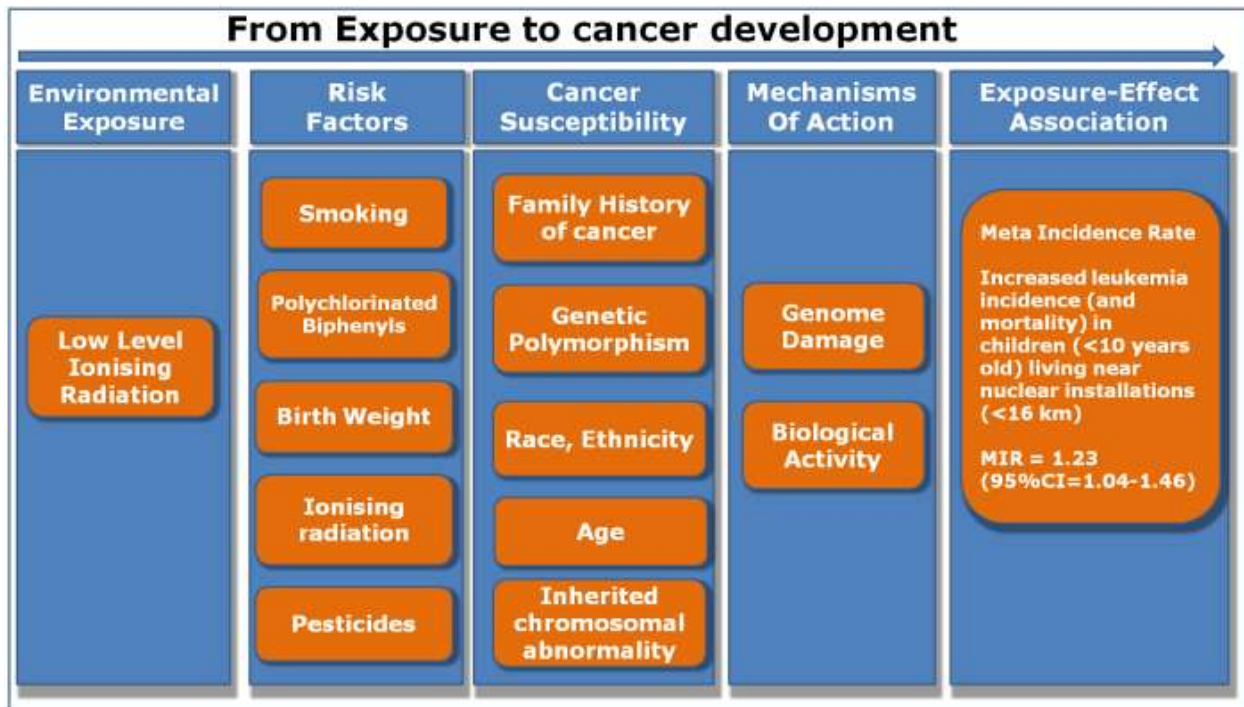 From Exposure to cancer development
Environmental
Exposure
Risk
Factors
Cancer
Susceptibility
Mechanisms
Of Action
Exposure-Effect
Association
Low Level
Ionising
Radiation
Smoking
Polychlorinated
Biphenyls
Birth Weight
Ionising
radiation
Pesticides
Family History
of cancer
Genetic
Polymorphism
Race, Ethnicity
Age
Inherited
chromosomal
abnormality
Genome
Damage
Biological
Activity
Meta Incidence Rate
Increased leukemia
incidence (and
mortality) in
children (<10 years
old) living near
nuclear installations
(<16 km)
MIR = 1.23
(95%CI=1.04-1.46)